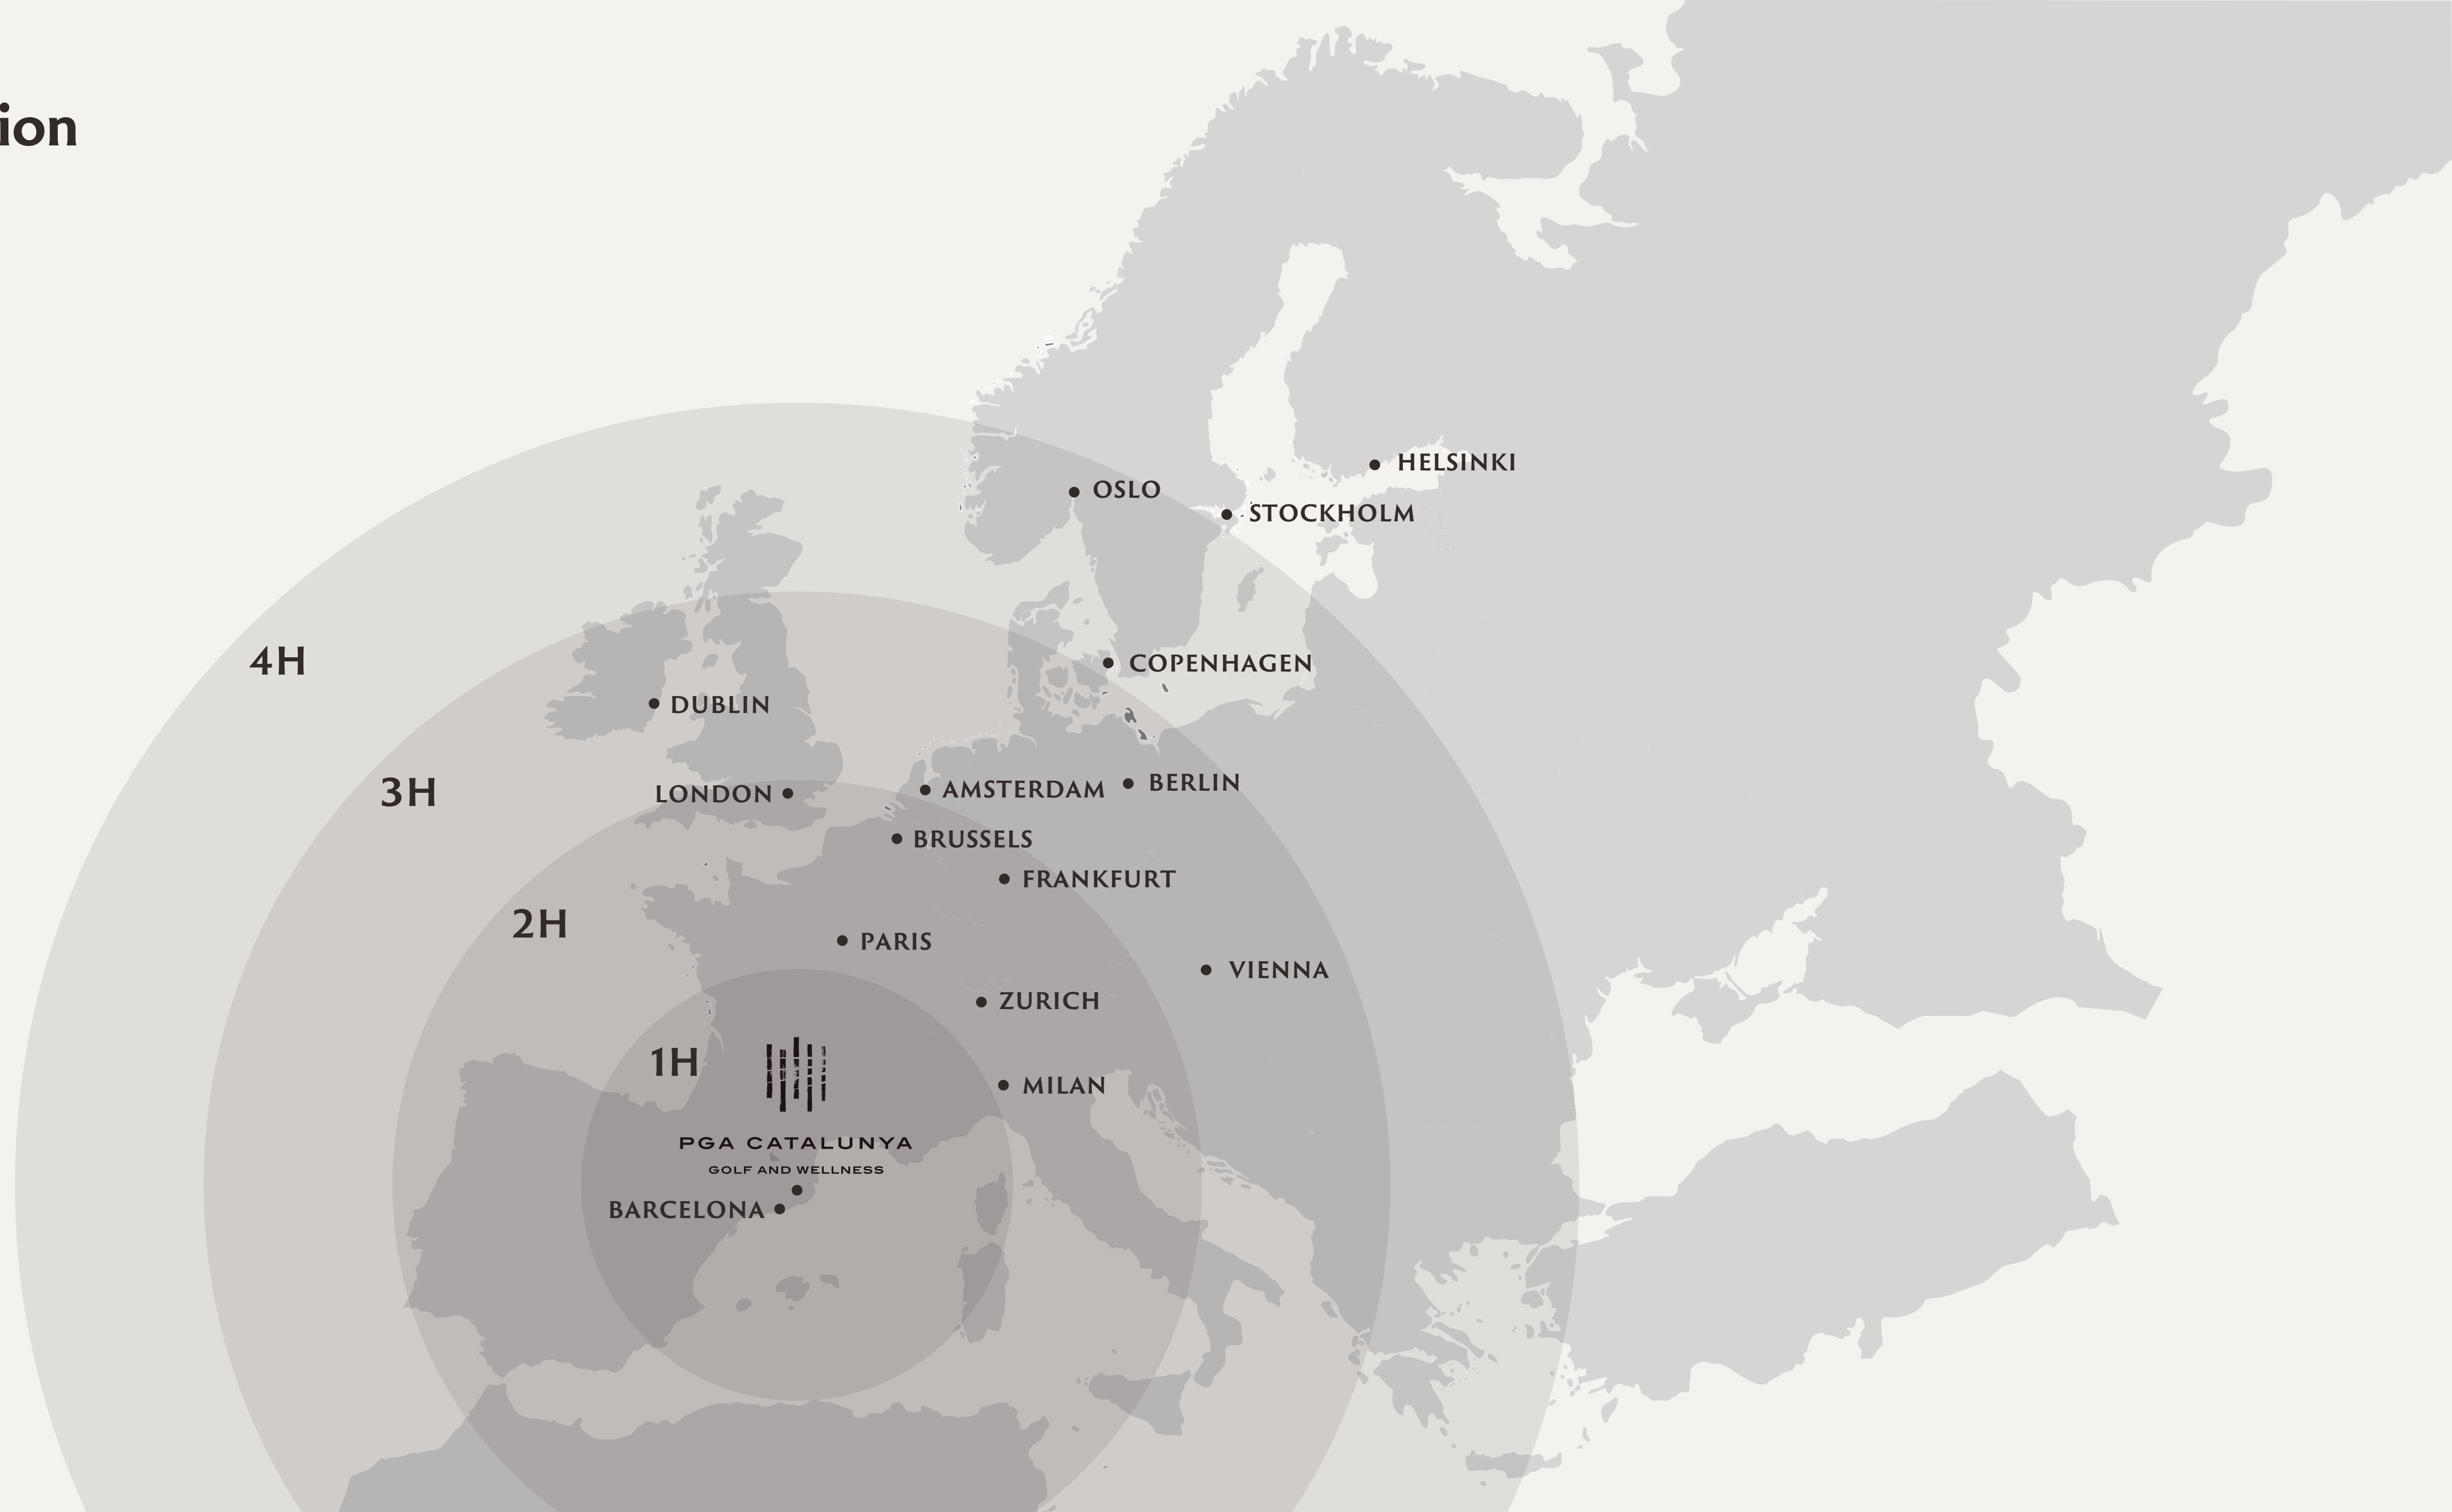 ion
HELSINKI
OSLO
STOCKHOLM
4H
COPENHAGEN
DUBLIN
3H
LONDON
AMSTERDAM
BERLIN
BRUSSELS
FRANKFURT
2H
PARIS
VIENNA
ZURICH
1H
MILAN
PGA CATALUNYA
GOLF AND WELLNESS
BARCELONA